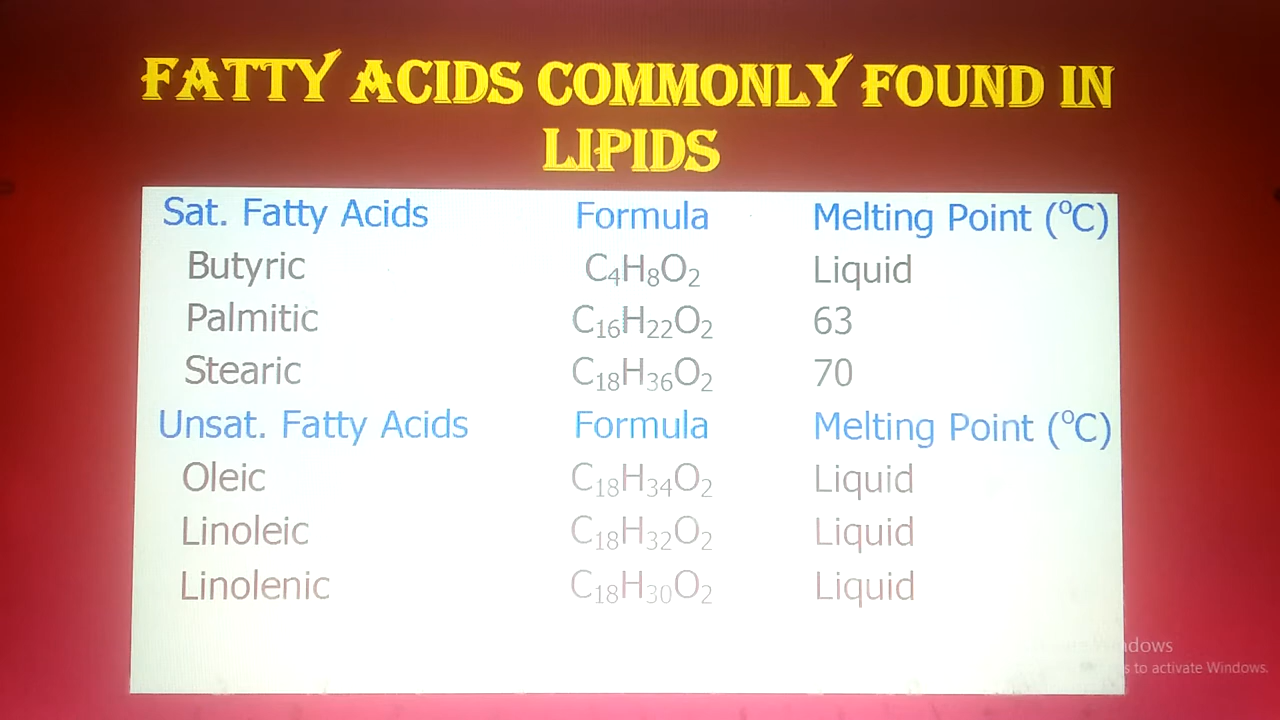 FATTY ACIDS COMMONLY FOUND IN
LIPIDS
Sat. Fatty Acids Formula Melting Point (°C)
Butyric C₄H₈O₂ Liquid
Palmitic C₁₆H₂₂O₂ 63
Stearic C₁₈H₃₆O₂ 70
Unsat. Fatty Acids Formula Melting Point (°C)
Oleic C₁₈H₃₄O₂ Liquid
Linoleic C₁₈H₃₂O₂ Liquid
Linolenic C₁₈H₃₀O₂ Liquid
to activate Windows.